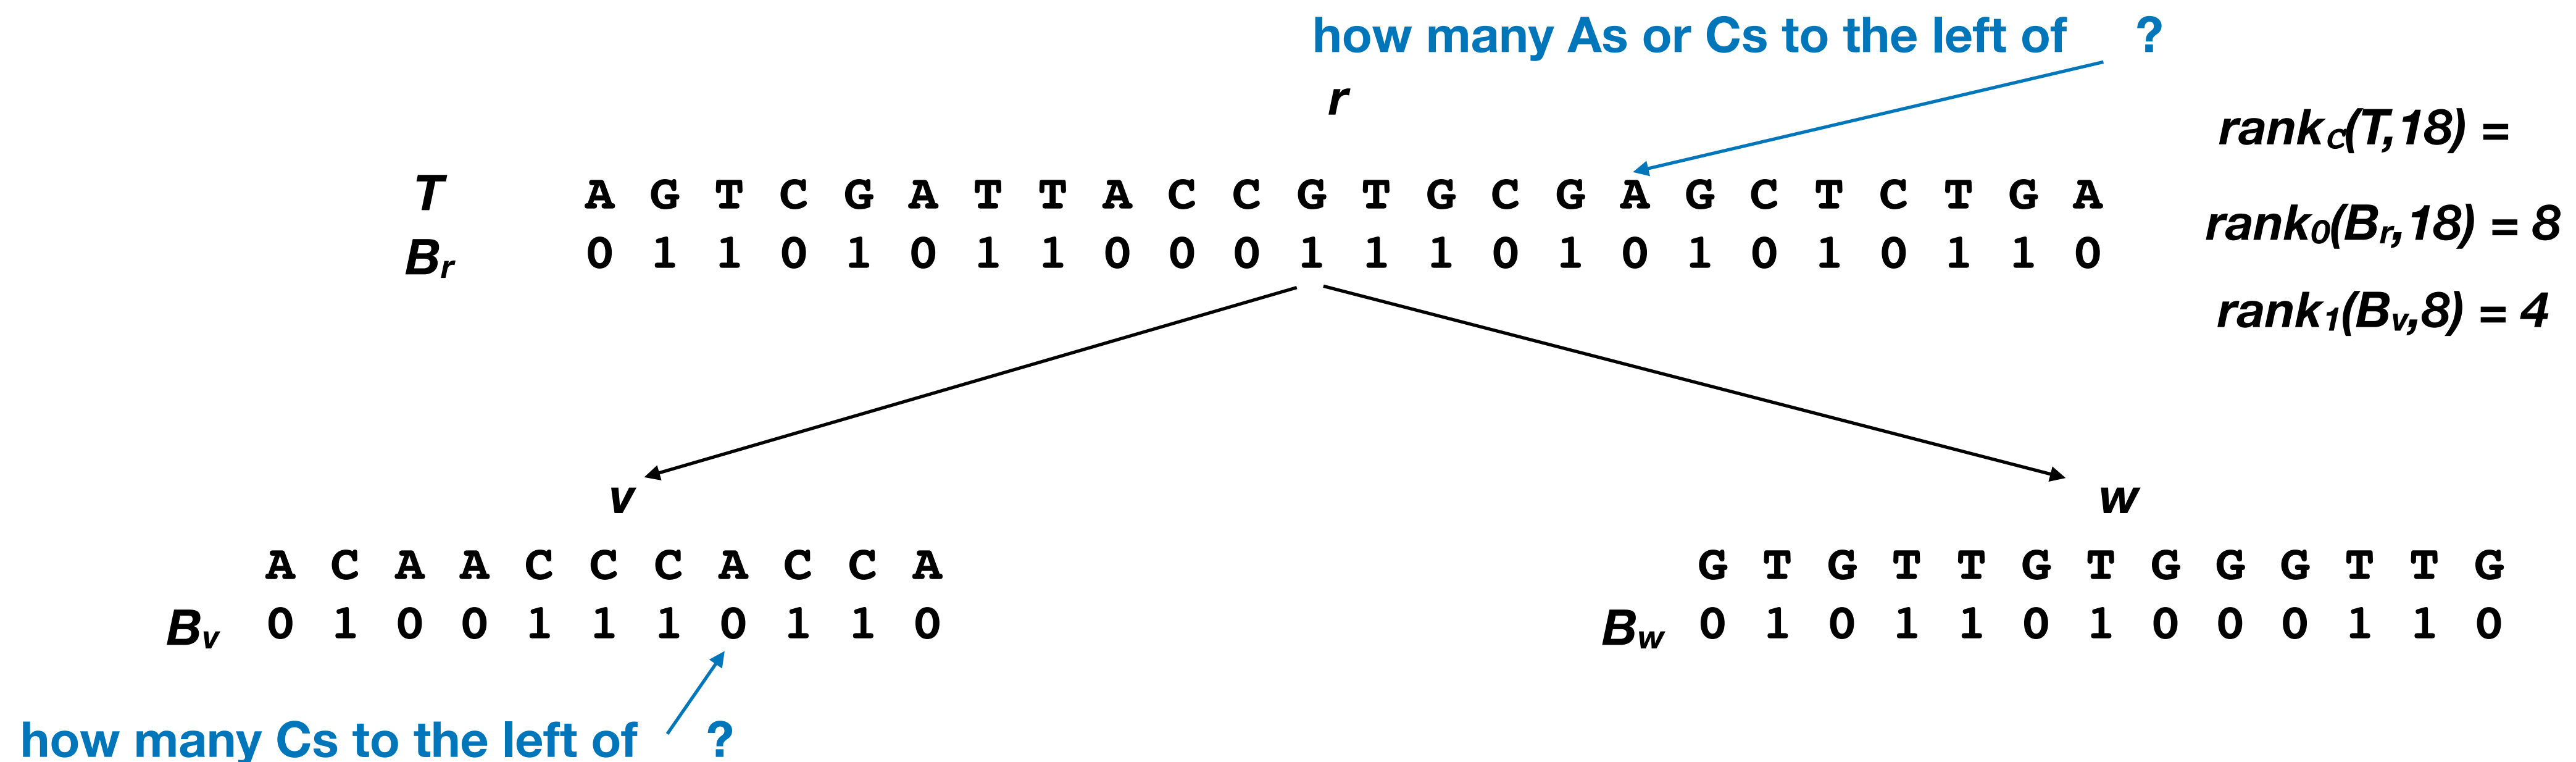 how many As or Cs to the left of ?
r
rankC(T,18) =
T A G T C G A T T A C C G T G C G A G C T C T G A
rank0(Br,18) = 8
Br 0 1 1 0 1 0 1 1 0 0 0 1 1 1 0 1 0 1 0 1 0 1 1 0
rank1(Bv,8) = 4
v
w
A C A A C C C A C C A
G T G T T G T G G G T T G
Bv 0 1 0 0 1 1 1 0 1 1 0
Bw 0 1 0 1 1 0 1 0 0 0 1 1 0
how many Cs to the left of ?